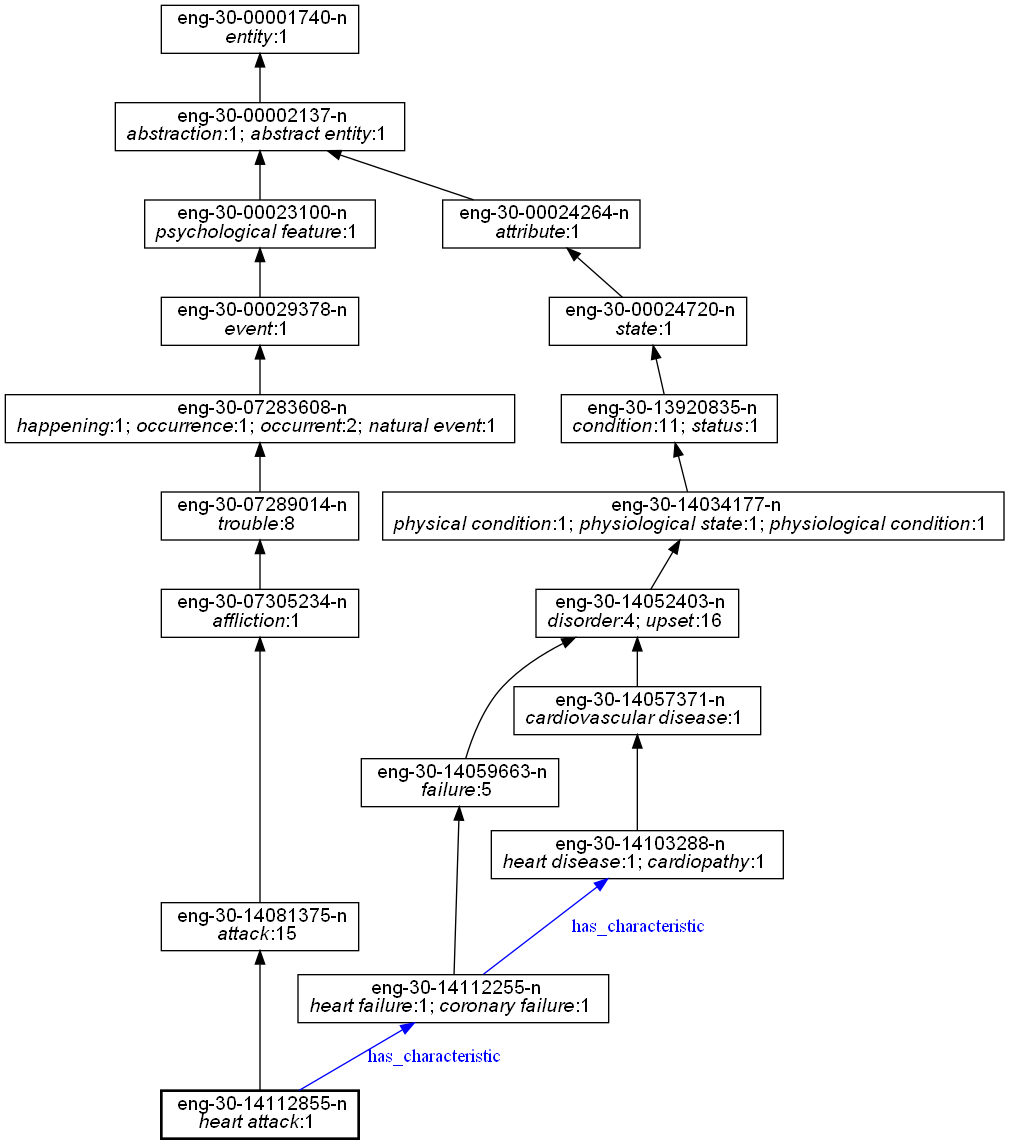 eng-30-00001740-n
entity:1
eng-30-00002137-n
abstraction:1; abstract entity:1
eng-30-00023100-n
psychological feature:1
eng-30-00024264-n
attribute:1
eng-30-00029378-n
event:1
eng-30-00024720-n
state:1
eng-30-07283608-n
happening:1; occurrence:1; occurrent:2; natural event:1
eng-30-13920835-n
condition:11; status:1
eng-30-07289014-n
trouble:8
eng-30-14034177-n
physical condition:1; physiological state:1; physiological condition:1
eng-30-07305234-n
affliction:1
eng-30-14052403-n
disorder:4; upset:16
eng-30-14057371-n
cardiovascular disease:1
eng-30-14059663-n
failure:5
eng-30-14103288-n
heart disease:1; cardiopathy:1
eng-30-14081375-n
attack:15
has_characteristic
eng-30-14112255-n
heart failure:1; coronary failure:1
has_characteristic
eng-30-14112855-n
heart attack:1